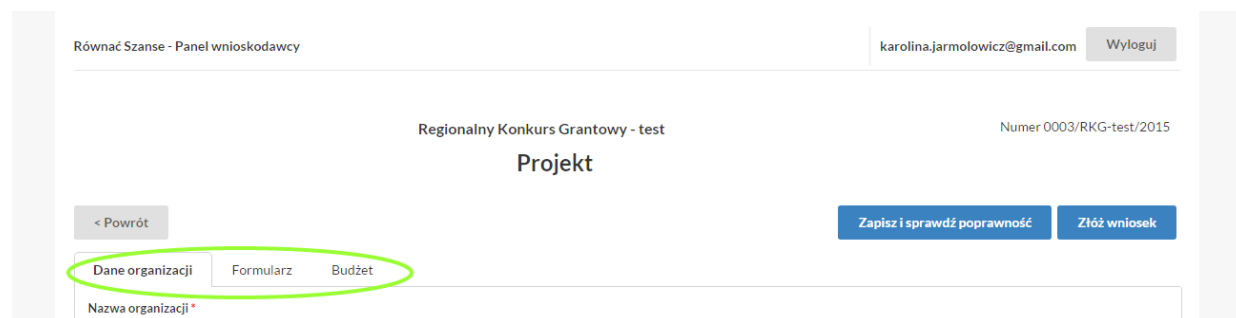 Równać Szanse - Panel wnioskodawcy karolina.jarmolowicz@gmail.com Wyloguj
Regionalny Konkurs Grantowy - test Numer 0003/RKG-test/2015
Projekt
< Powrót Zapisz i sprawdź poprawność Złóż wniosek
Dane organizacji Formularz Budżet
Nazwa organizacji *